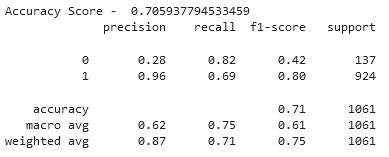 Accuracy Score -  0.705937794533459
precision recall f1-score support
0 0.28 0.82 0.42 137
1 0.96 0.69 0.80 924
accuracy 0.71 1061
macro avg 0.62 0.75 0.61 1061
weighted avg 0.87 0.71 0.75 1061